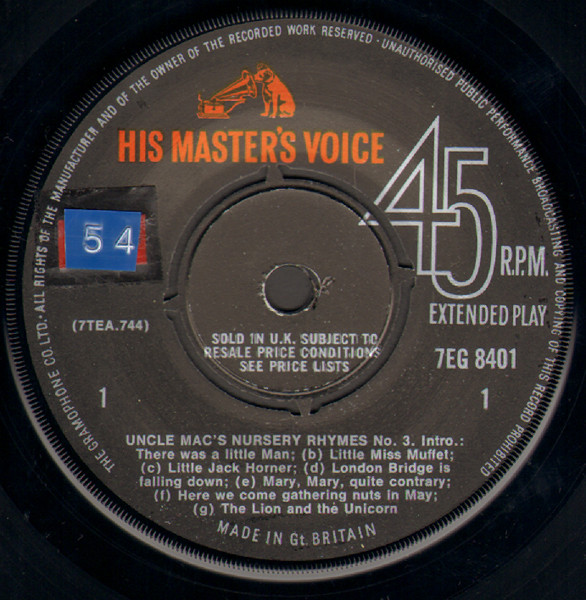 THE GRAMOPHONE CO. LTD. · ALL RIGHTS OF THE MANUFACTURER AND OF THE OWNER OF THE RECORDED WORK RESERVED · UNAUTHORISED PUBLIC PERFORMANCE BROADCASTING AND COPYING OF THIS RECORD PROHIBITED
HIS MASTER'S VOICE
45
R.P.M.
54
EXTENDED PLAY
(7TEA.744)
SOLD IN U.K. SUBJECT TO
RESALE PRICE CONDITIONS
SEE PRICE LISTS
7EG 8401
1
1
UNCLE MAC'S NURSERY RHYMES No. 3. Intro.:
There was a little Man; (b) Little Miss Muffet;
(c) Little Jack Horner; (d) London Bridge is
falling down; (e) Mary, Mary, quite contrary;
(f) Here we come gathering nuts in May;
(g) The Lion and the Unicorn
MADE IN Gt. BRITAIN